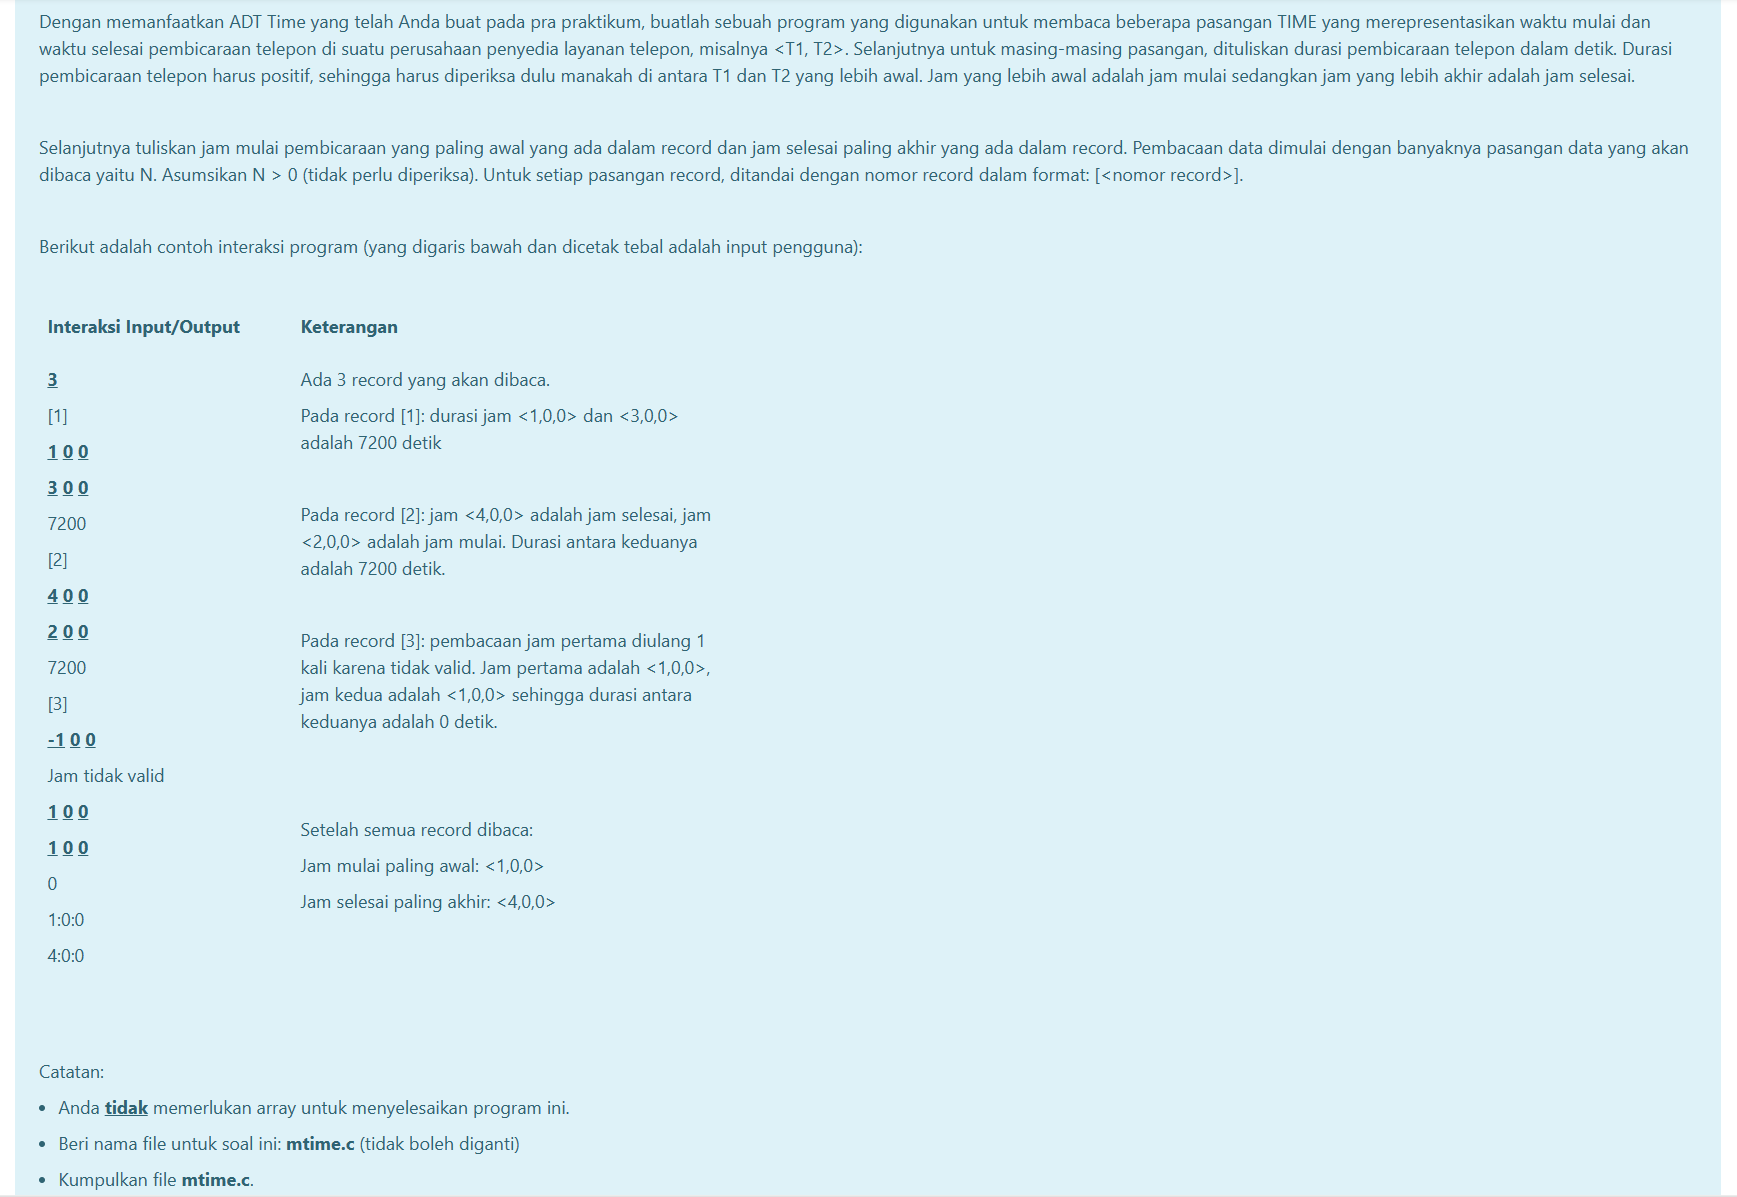 Dengan memanfaatkan ADT Time yang telah Anda buat pada pra praktikum, buatlah sebuah program yang digunakan untuk membaca beberapa pasangan TIME yang merepresentasikan waktu mulai dan
waktu selesai pembicaraan telepon di suatu perusahaan penyedia layanan telepon, misalnya <T1, T2>. Selanjutnya untuk masing-masing pasangan, dituliskan durasi pembicaraan telepon dalam detik. Durasi
pembicaraan telepon harus positif, sehingga harus diperiksa dulu manakah di antara T1 dan T2 yang lebih awal. Jam yang lebih awal adalah jam mulai sedangkan jam yang lebih akhir adalah jam selesai.
Selanjutnya tuliskan jam mulai pembicaraan yang paling awal yang ada dalam record dan jam selesai paling akhir yang ada dalam record. Pembacaan data dimulai dengan banyaknya pasangan data yang akan
dibaca yaitu N. Asumsikan N > 0 (tidak perlu diperiksa). Untuk setiap pasangan record, ditandai dengan nomor record dalam format: [<nomor record>].
Berikut adalah contoh interaksi program (yang digaris bawah dan dicetak tebal adalah input pengguna):
Interaksi Input/Output
3
[1]
1 0 0
3 0 0
7200
[2]
4 0 0
2 0 0
7200
[3]
-1 0 0
Jam tidak valid
1 0 0
1 0 0
0
1:0:0
4:0:0
Keterangan
Ada 3 record yang akan dibaca.
Pada record [1]: durasi jam <1,0,0> dan <3,0,0>
adalah 7200 detik
Pada record [2]: jam <4,0,0> adalah jam selesai, jam
<2,0,0> adalah jam mulai. Durasi antara keduanya
adalah 7200 detik.
Pada record [3]: pembacaan jam pertama diulang 1
kali karena tidak valid. Jam pertama adalah <1,0,0>,
jam kedua adalah <1,0,0> sehingga durasi antara
keduanya adalah 0 detik.
Setelah semua record dibaca:
Jam mulai paling awal: <1,0,0>
Jam selesai paling akhir: <4,0,0>
Catatan:
• Anda tidak memerlukan array untuk menyelesaikan program ini.
• Beri nama file untuk soal ini: mtime.c (tidak boleh diganti)
• Kumpulkan file mtime.c.